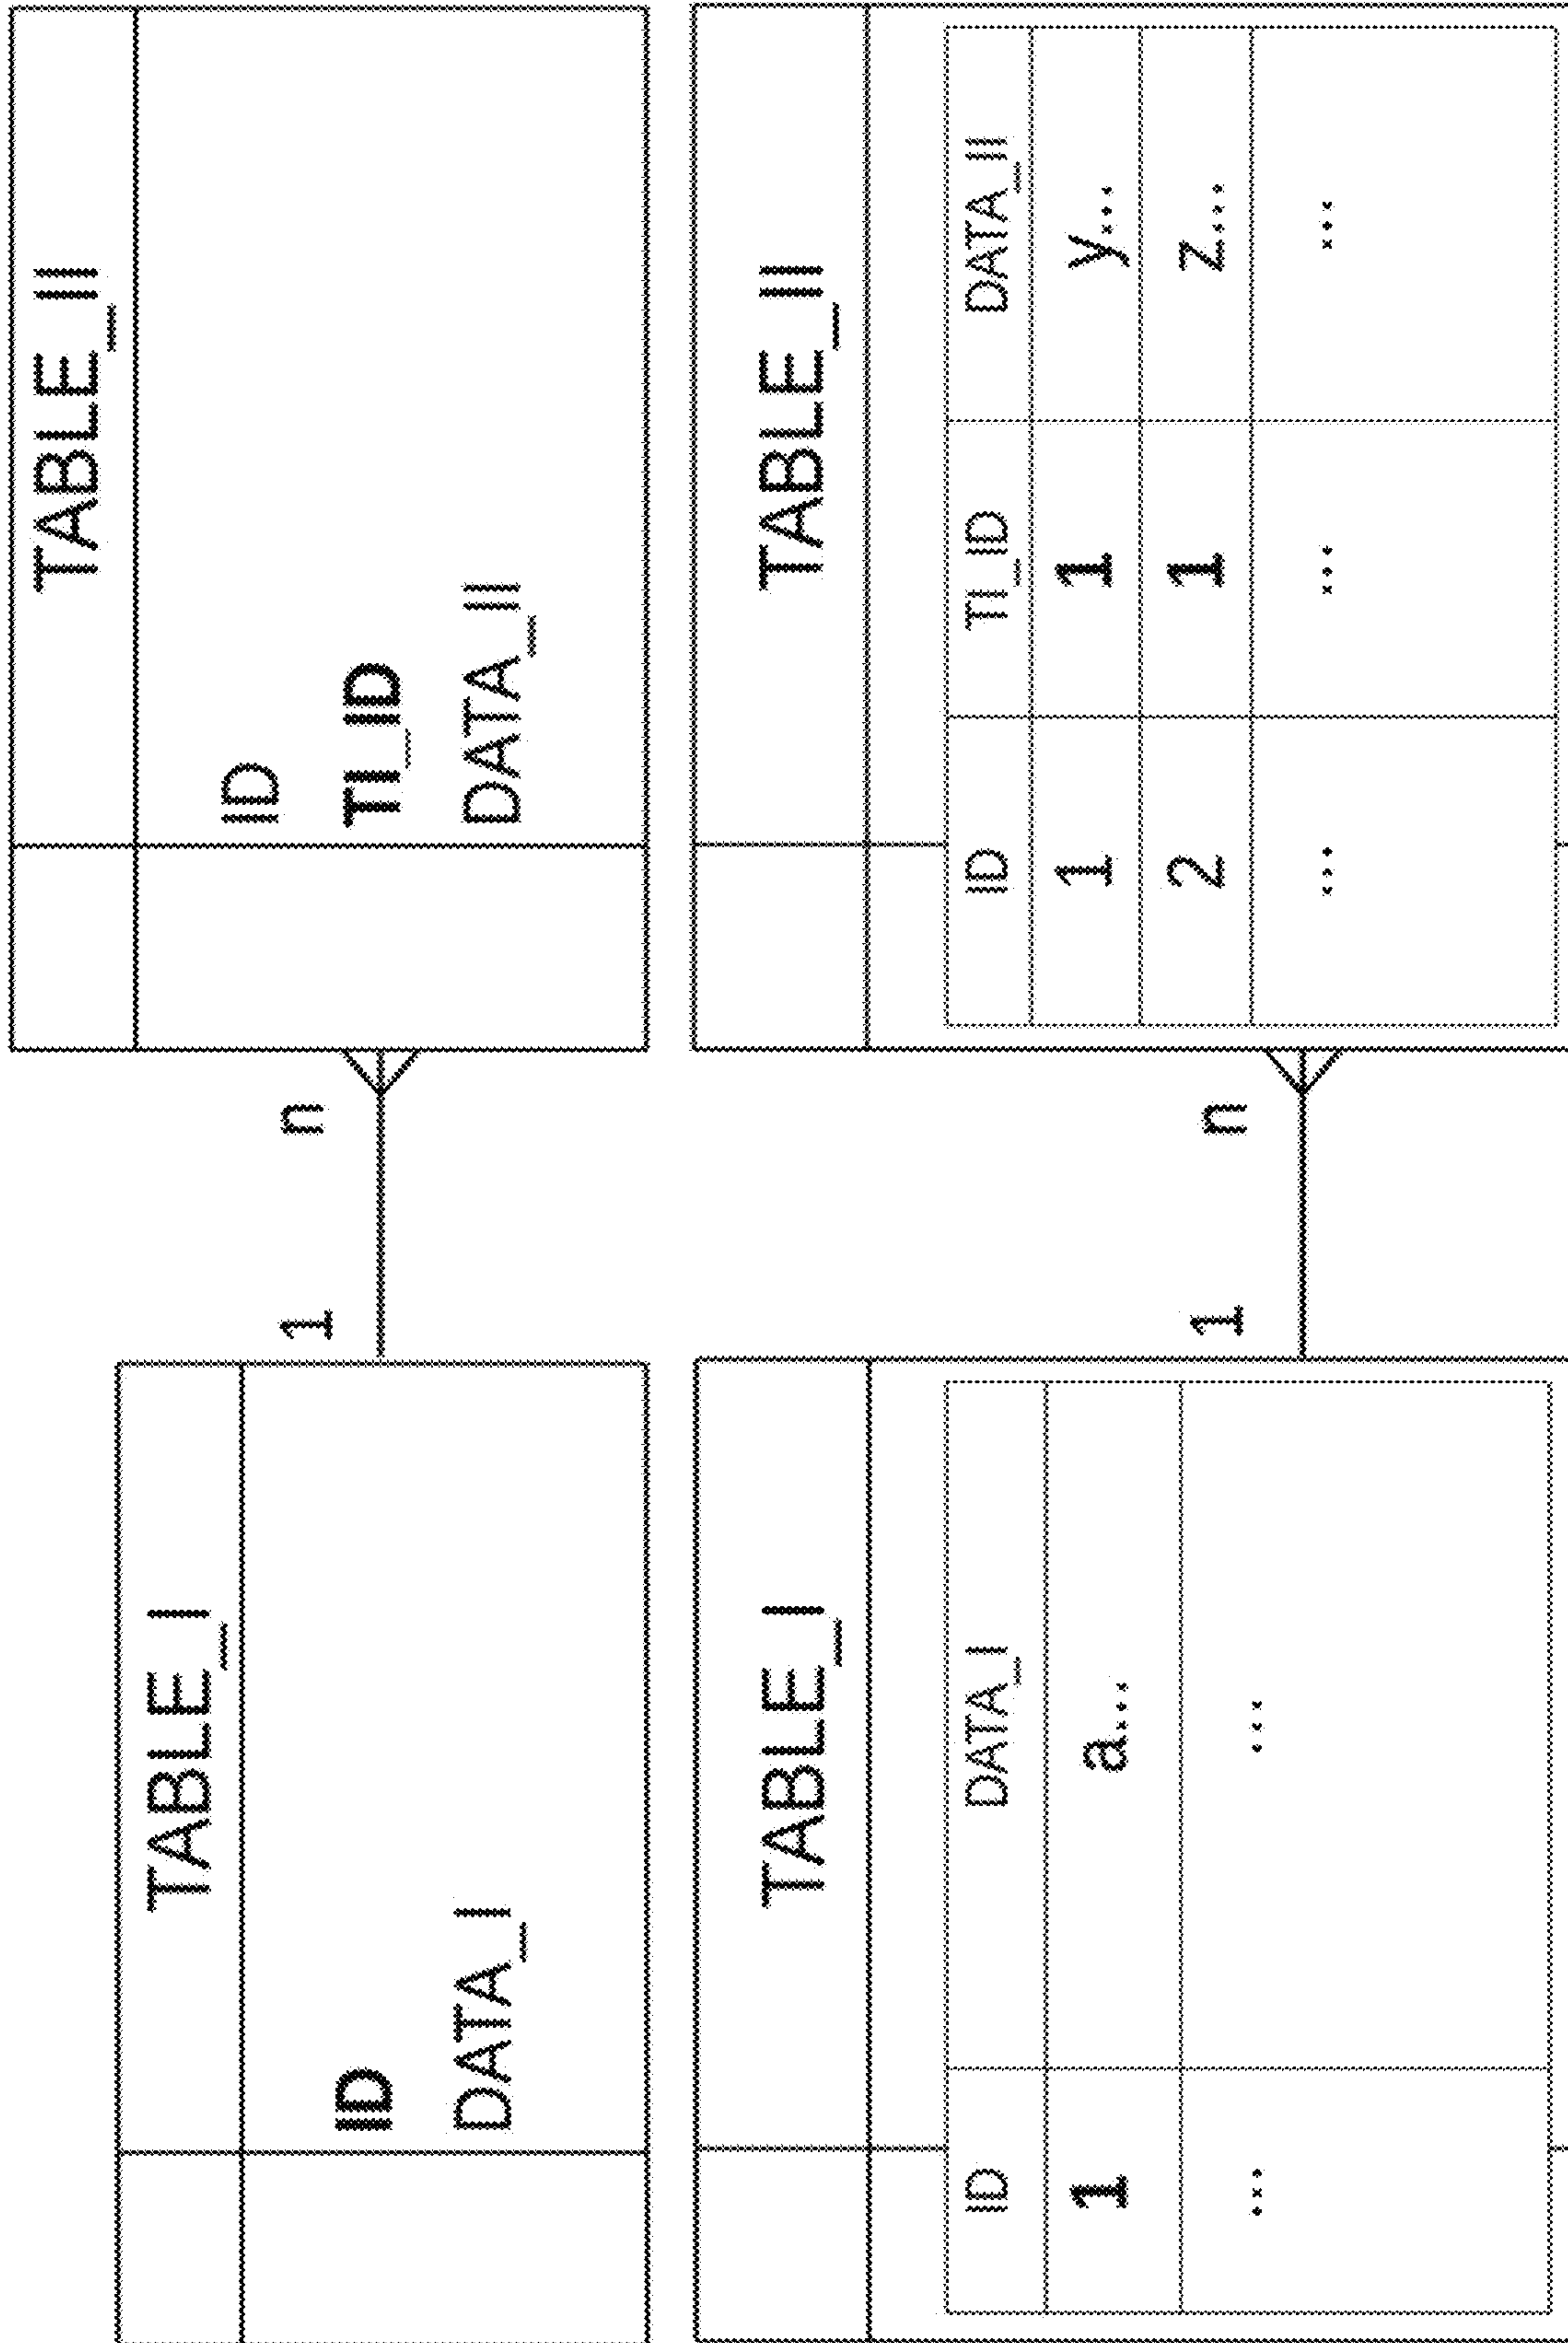 TABLE_I
ID
DATA_I
1
n
TABLE_II
ID
TI_ID
DATA_II
TABLE_I
ID DATA_I
1 a...
... ...
1
n
TABLE_II
ID TI_ID DATA_II
1 1 y...
2 1 z...
... ... ...